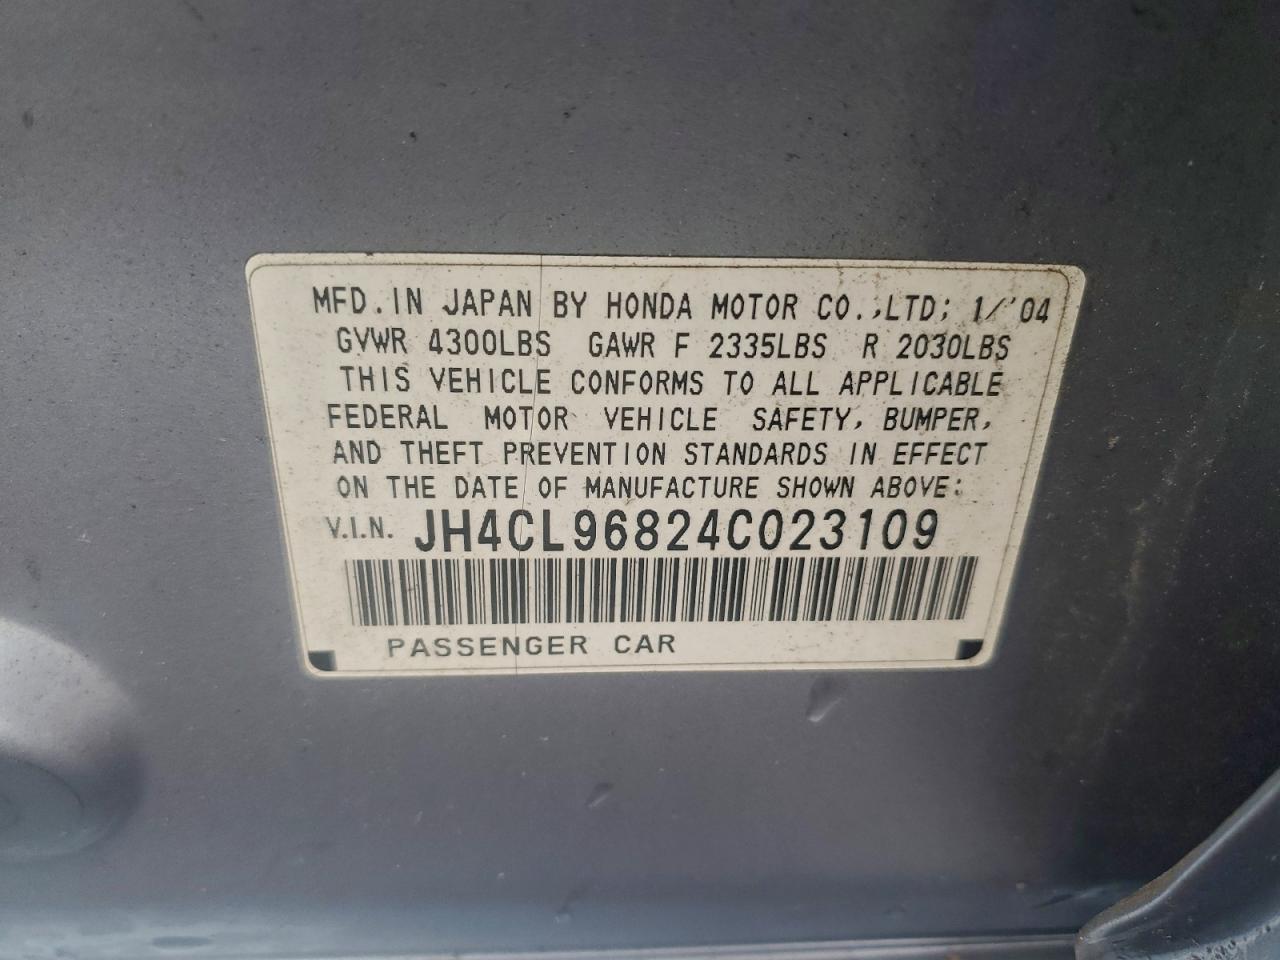 MFD. IN JAPAN BY HONDA MOTOR CO., LTD; 1/'04
GVWR 4300LBS GAWR F 2335LBS R 2030LBS
THIS VEHICLE CONFORMS TO ALL APPLICABLE
FEDERAL MOTOR VEHICLE SAFETY, BUMPER,
AND THEFT PREVENTION STANDARDS IN EFFECT
ON THE DATE OF MANUFACTURE SHOWN ABOVE:
V.I.N. JH4CL96824C023109
PASSENGER CAR